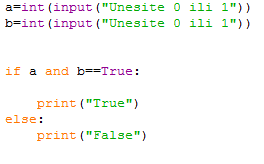 a=int(input("Unesite 0 ili 1"))
b=int(input("Unesite 0 ili 1"))
if a and b==True:
print("True")
else:
print("False")